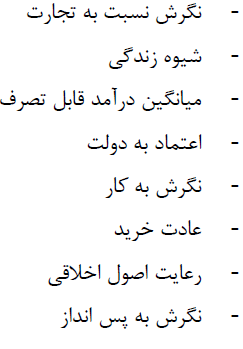 - نگرش نسبت به تجارت
- شیوه زندگی
- میانگین درآمد قابل تصرف
- اعتماد به دولت
- نگرش به کار
- عادت خرید
- رعایت اصول اخلاقی
- نگرش به پس انداز